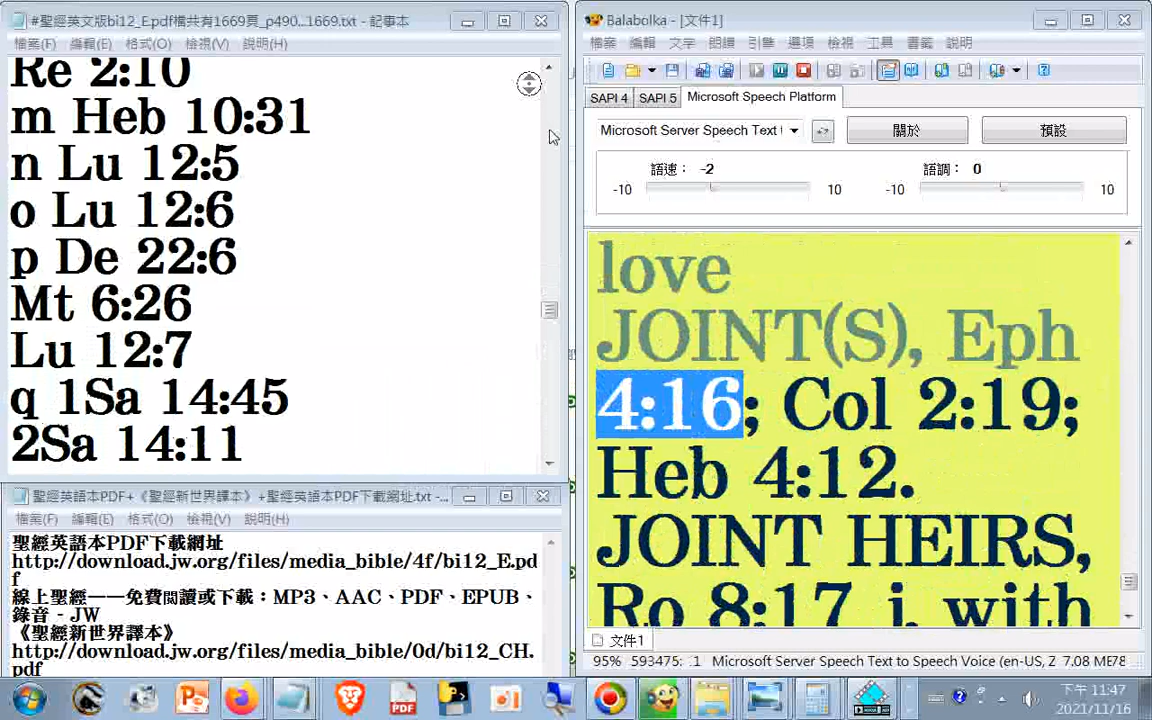 #聖經英文版bi12_Epdf檔共有1669頁_p490...1669.txt - 記事本
檔案(F) 編輯(E) 格式(O) 檢視(V) 說明(H)
Re 2:10
m Heb 10:31
n Lu 12:5
o Lu 12:6
p De 22:6
Mt 6:26
Lu 12:7
q 1Sa 14:45
2Sa 14:11
聖經英語本PDF+《聖經新世界譯本》+聖經英語本PDF下載網址.txt -...
檔案(F) 編輯(E) 格式(O) 檢視(V) 說明(H)
聖經英語本PDF下載網址
http://download.jw.org/files/media_bible/4f/bi12_E.pd
f
線上聖經——免費閱讀或下載：MP3、AAC、PDF、EPUB、
錄音 - JW
《聖經新世界譯本》
http://download.jw.org/files/media_bible/0d/bi12_CH.
pdf
Balabolka - [文件1]
檔案 編輯 文字 朗讀 引擎 選項 檢視 工具 書籤 說明
SAPI 4 SAPI 5 Microsoft Speech Platform
Microsoft Server Speech Text 關於 預設
語速： -2 語調： 0
-10 10 -10 10
love
JOINT(S), Eph
4:16; Col 2:19;
Heb 4:12.
JOINT HEIRS,
Ro 8:17 j. with
文件1
95% 593475: .1 Microsoft Server Speech Text to Speech Voice (en-US, Z 7.08 ME78
PDF
下午 11:47
2021/11/16